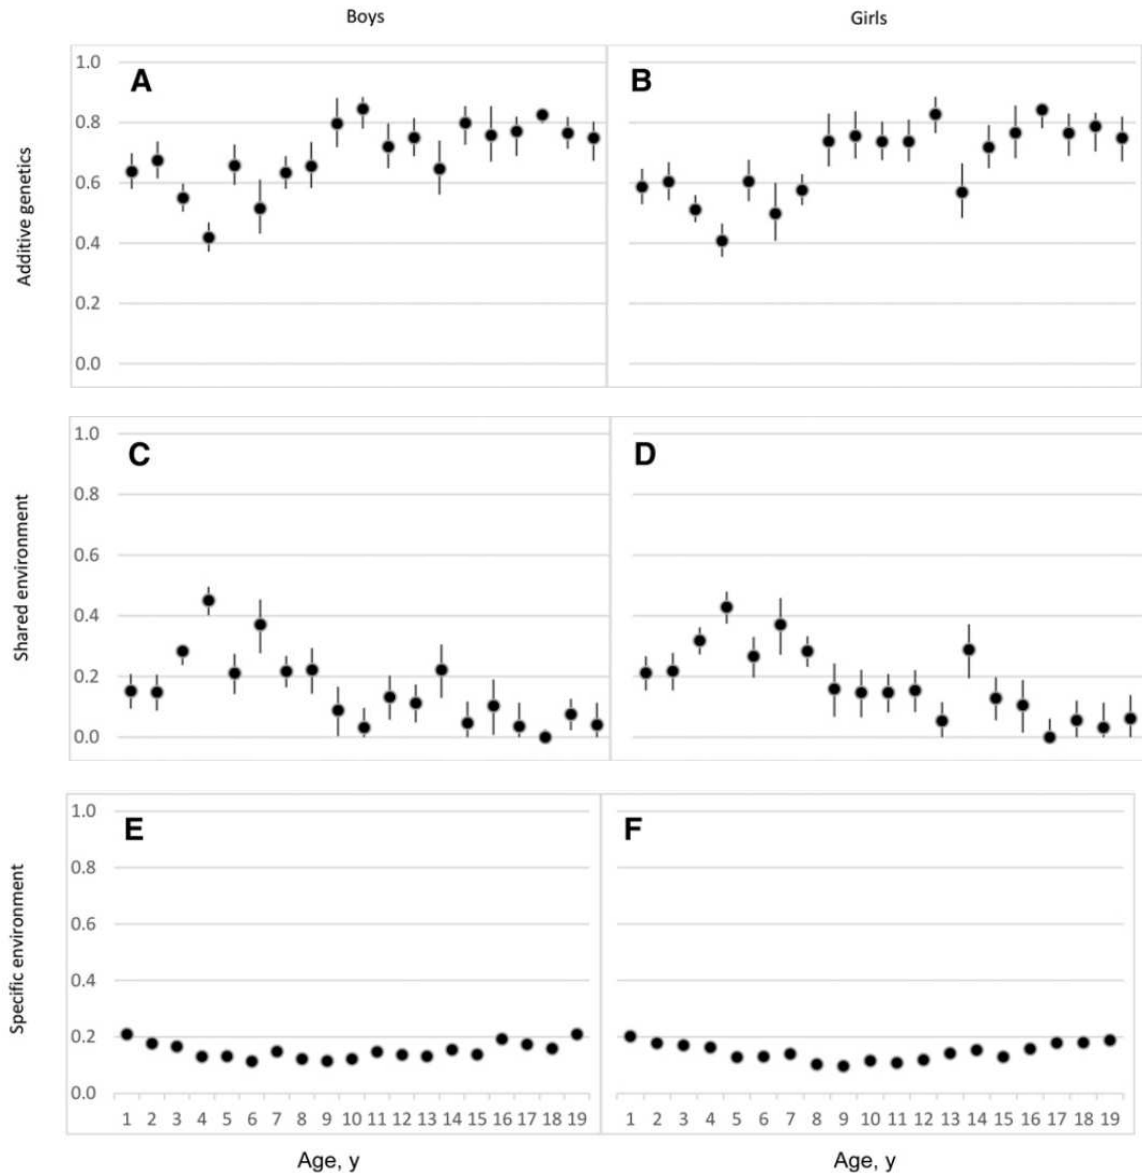 Boys Girls
A B
1.0
0.8
0.6
0.4
0.2
0.0
Additive genetics
C D
1.0
0.8
0.6
0.4
0.2
0.0
Shared environment
E F
1.0
0.8
0.6
0.4
0.2
0.0
Specific environment
1 2 3 4 5 6 7 8 9 10 11 12 13 14 15 16 17 18 19 1 2 3 4 5 6 7 8 9 10 11 12 13 14 15 16 17 18 19
Age, y Age, y